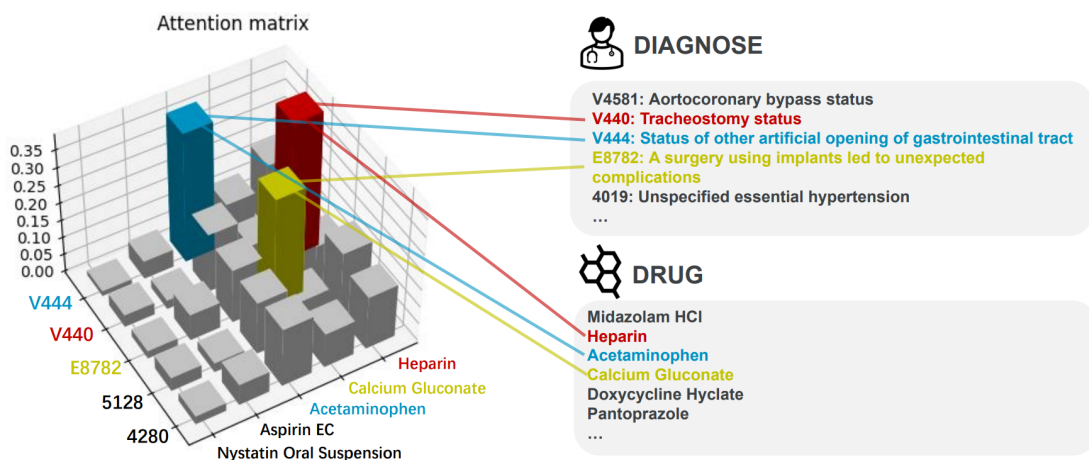 Attention matrix
0.35
0.30
0.25
0.20
0.15
0.10
0.05
0.00
V444
V440
E8782
5128
4280
Heparin
Calcium Gluconate
Acetaminophen
Aspirin EC
Nystatin Oral Suspension
DIAGNOSE
V4581: Aortocoronary bypass status
V440: Tracheostomy status
V444: Status of other artificial opening of gastrointestinal tract
E8782: A surgery using implants led to unexpected
complications
4019: Unspecified essential hypertension
...
DRUG
Midazolam HCl
Heparin
Acetaminophen
Calcium Gluconate
Doxycycline Hyclate
Pantoprazole
...